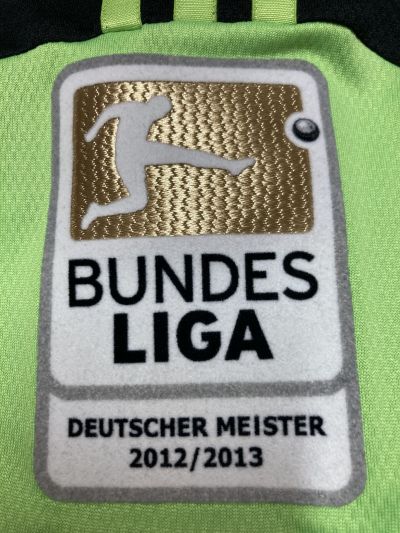 BUNDES
LIGA
DEUTSCHER MEISTER
2012/2013